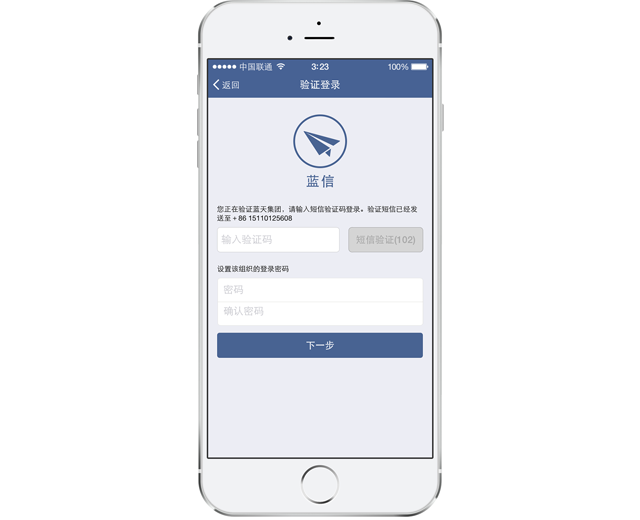 中国联通 3:23 100%
返回 验证登录
蓝信
您正在验证蓝天集团，请输入短信验证码登录。验证短信已经发
送至＋86 15110125608
输入验证码 短信验证(102)
设置该组织的登录密码
密码
确认密码
下一步